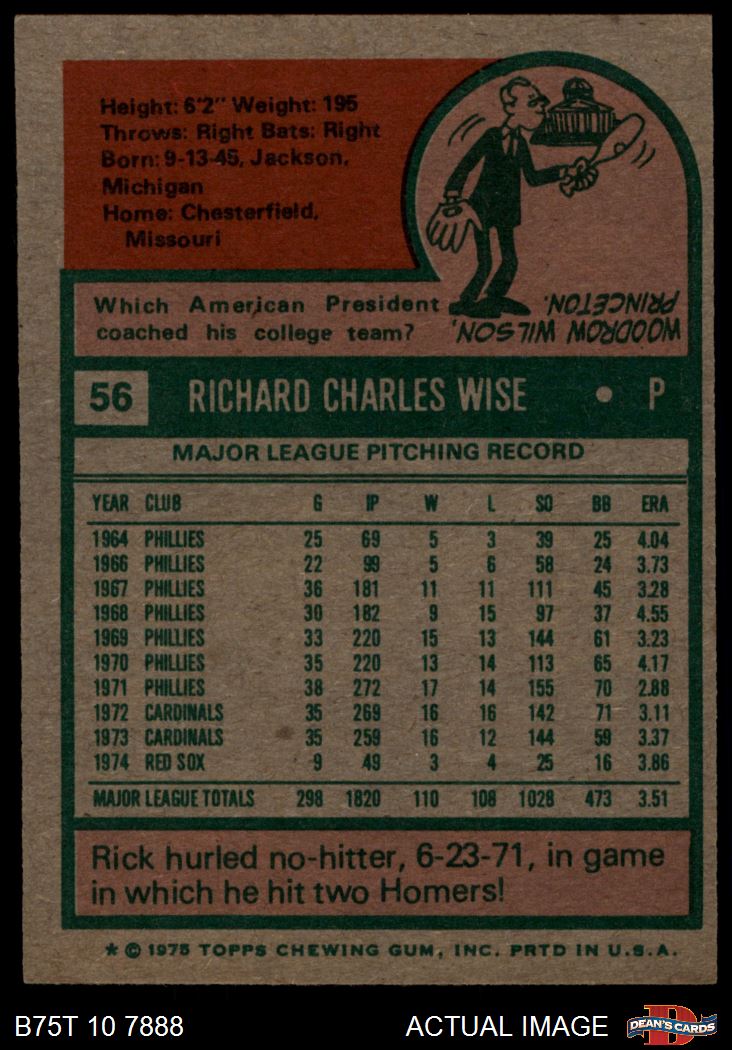 Height: 6'2" Weight: 195
Throws: Right Bats: Right
Born: 9-13-45, Jackson,
Michigan
Home: Chesterfield,
Missouri
Which American President
coached his college team?
WOODROW WILSON,
PRINCETON.
56 RICHARD CHARLES WISE • P
MAJOR LEAGUE PITCHING RECORD
YEAR CLUB G IP W L SO BB ERA
1964 PHILLIES 25 69 5 3 39 25 4.04
1966 PHILLIES 22 99 5 6 58 24 3.73
1967 PHILLIES 36 181 11 11 111 45 3.28
1968 PHILLIES 30 182 9 15 97 37 4.55
1969 PHILLIES 33 220 15 13 144 61 3.23
1970 PHILLIES 35 220 13 14 113 65 4.17
1971 PHILLIES 38 272 17 14 155 70 2.88
1972 CARDINALS 35 269 16 16 142 71 3.11
1973 CARDINALS 35 259 16 12 144 59 3.37
1974 RED SOX 9 49 3 4 25 16 3.86
MAJOR LEAGUE TOTALS 298 1820 110 108 1028 473 3.51
Rick hurled no-hitter, 6-23-71, in game
in which he hit two Homers!
* © 1975 TOPPS CHEWING GUM, INC. PRTD IN U.S.A.
B75T 10 7888 ACTUAL IMAGE DEAN'S CARDS